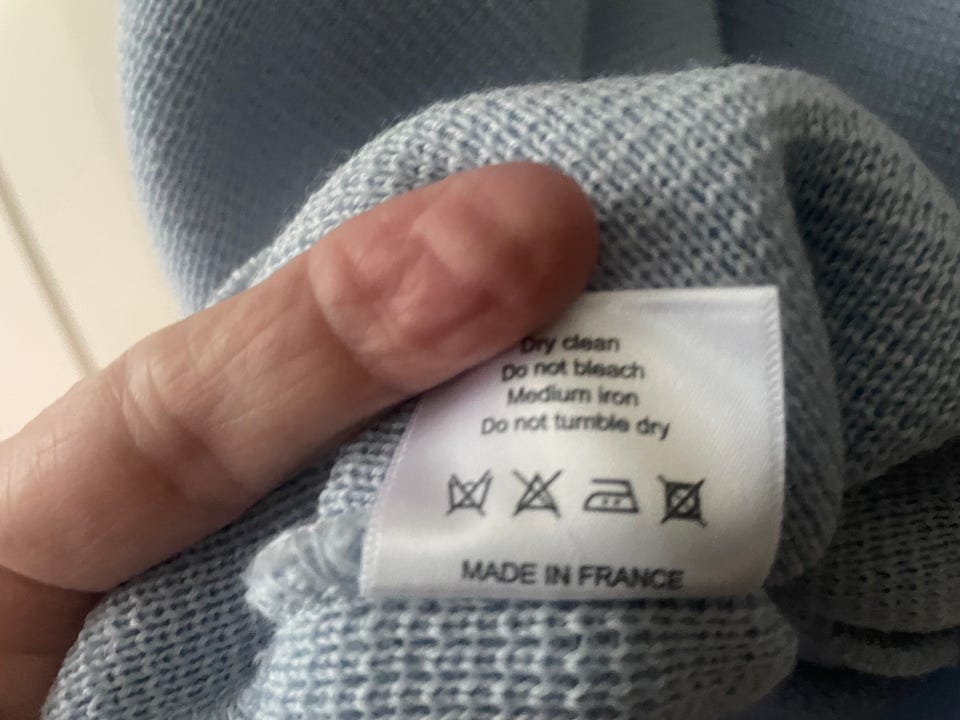 Dry clean
Do not bleach
Medium iron
Do not tumble dry
MADE IN FRANCE